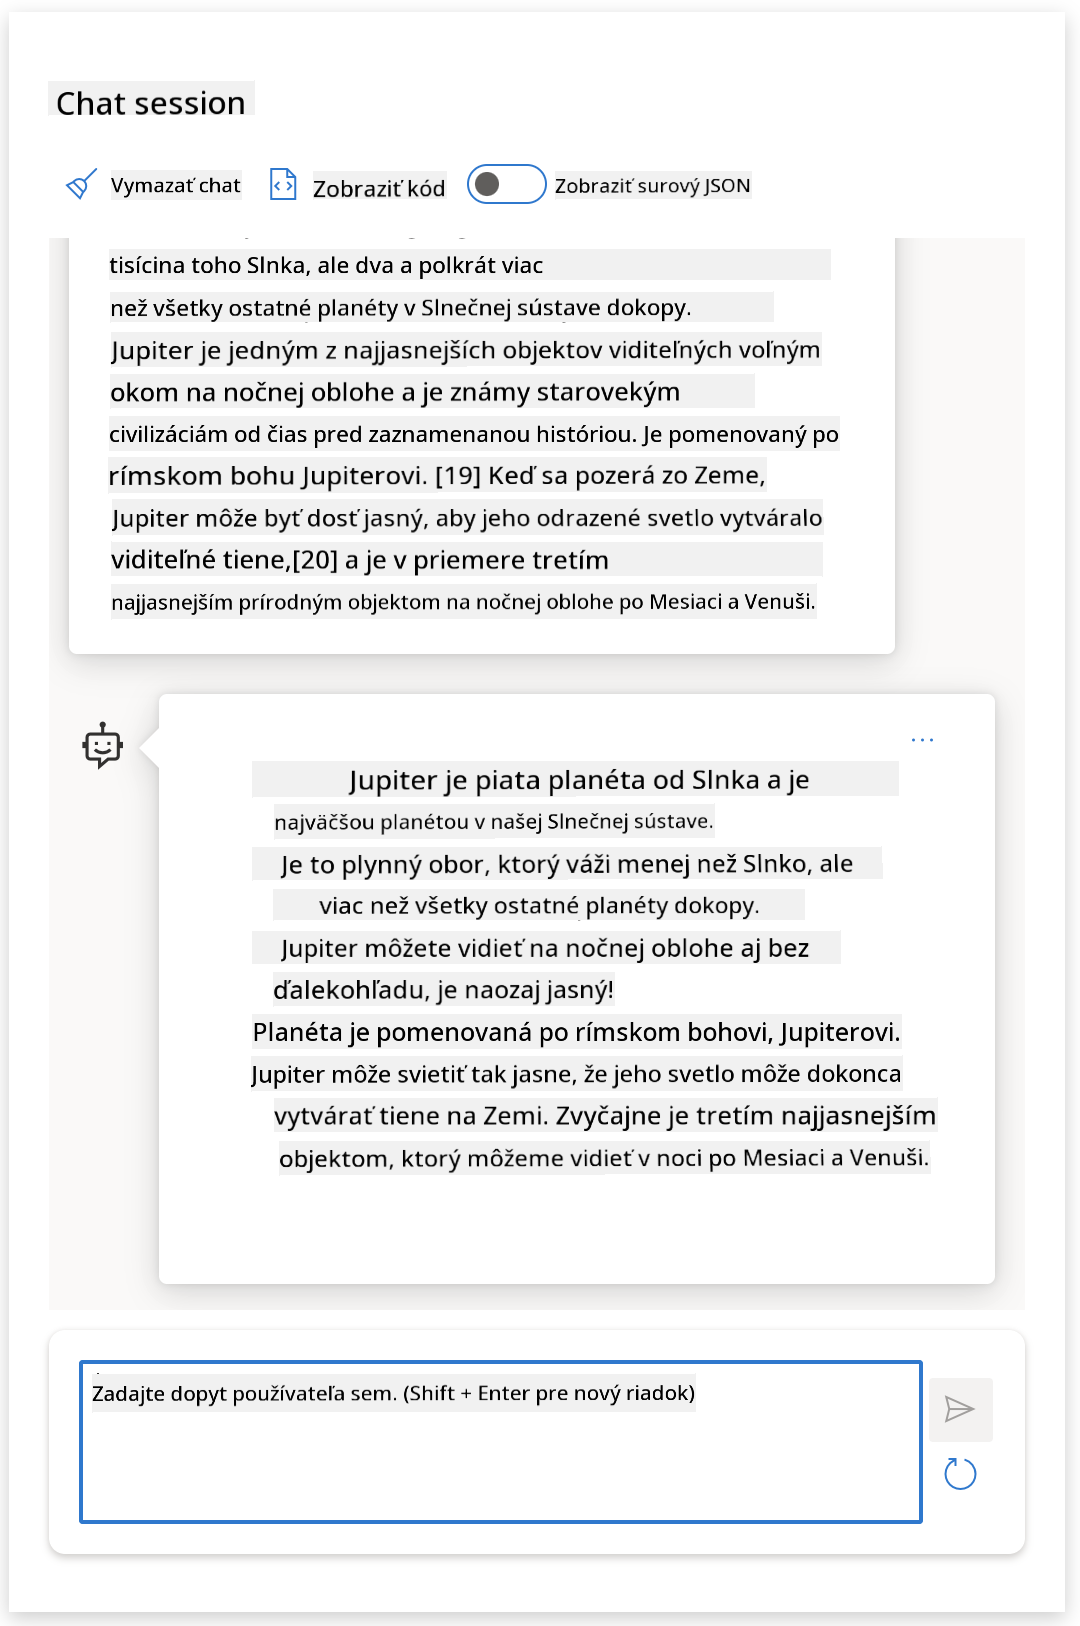 Chat session
Vymazať chat
Zobraziť kód
Zobraziť surový JSON
tisícina toho Slnka, ale dva a polkrát viac
než všetky ostatné planéty v Slnečnej sústave dokopy.
Jupiter je jedným z najjasnejších objektov viditeľných voľným
okom na nočnej oblohe a je známy starovekým
civilizáciám od čias pred zaznamenanou históriou. Je pomenovaný po
rímskom bohu Jupiterovi. [19] Keď sa pozerá zo Zeme,
Jupiter môže byť dosť jasný, aby jeho odrazené svetlo vytváralo
viditeľné tiene,[20] a je v priemere tretím
najjasnejším prírodným objektom na nočnej oblohe po Mesiaci a Venuši.
Jupiter je piata planéta od Slnka a je
najväčšou planétou v našej Slnečnej sústave.
Je to plynný obor, ktorý váži menej než Slnko, ale
viac než všetky ostatné planéty dokopy.
Jupiter môžete vidieť na nočnej oblohe aj bez
ďalekohľadu, je naozaj jasný!
Planéta je pomenovaná po rímskom bohovi, Jupiterovi.
Jupiter môže svietiť tak jasne, že jeho svetlo môže dokonca
vytvárať tiene na Zemi. Zvyčajne je tretím najjasnejším
objektom, ktorý môžeme vidieť v noci po Mesiaci a Venuši.
Zadajte dopyt používateľa sem. (Shift + Enter pre nový riadok)